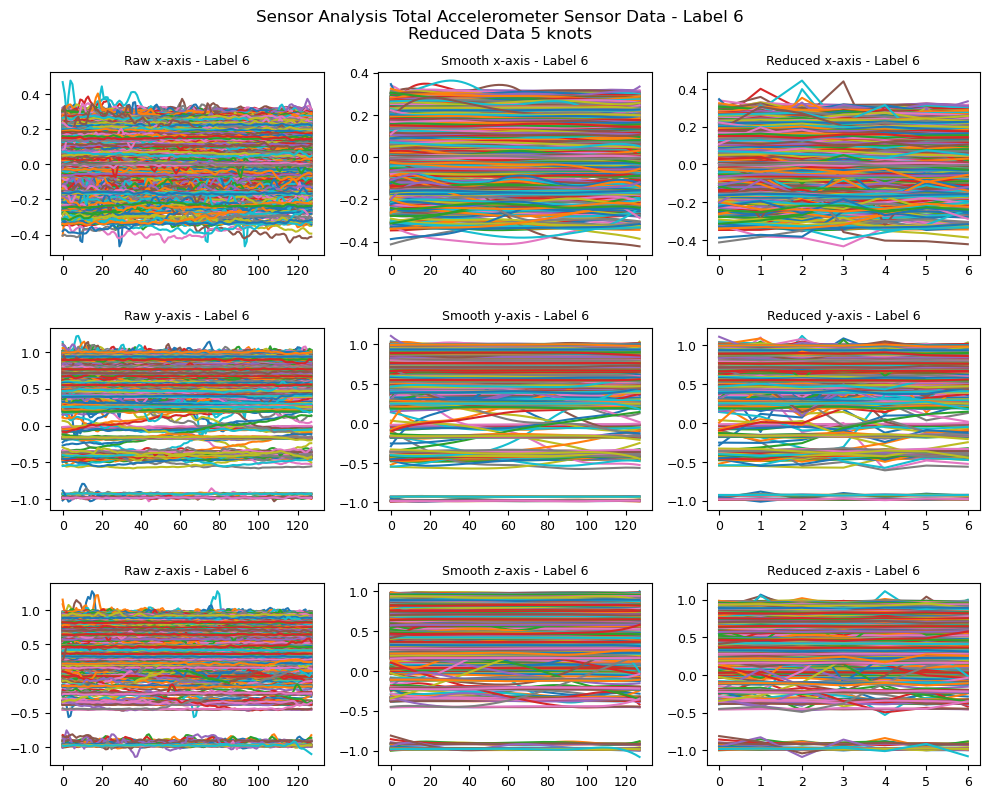 Sensor Analysis Total Accelerometer Sensor Data - Label 6
Reduced Data 5 knots
Raw x-axis - Label 6
Smooth x-axis - Label 6
Reduced x-axis - Label 6
0.4
0.2
0.0
−0.2
−0.4
0 20 40 60 80 100 120
0.4
0.2
0.0
−0.2
−0.4
0 20 40 60 80 100 120
0.4
0.2
0.0
−0.2
−0.4
0 1 2 3 4 5 6
Raw y-axis - Label 6
Smooth y-axis - Label 6
Reduced y-axis - Label 6
1.0
0.5
0.0
−0.5
−1.0
0 20 40 60 80 100 120
1.0
0.5
0.0
−0.5
−1.0
0 20 40 60 80 100 120
1.0
0.5
0.0
−0.5
−1.0
0 1 2 3 4 5 6
Raw z-axis - Label 6
Smooth z-axis - Label 6
Reduced z-axis - Label 6
1.0
0.5
0.0
−0.5
−1.0
0 20 40 60 80 100 120
1.0
0.5
0.0
−0.5
−1.0
0 20 40 60 80 100 120
1.0
0.5
0.0
−0.5
−1.0
0 1 2 3 4 5 6